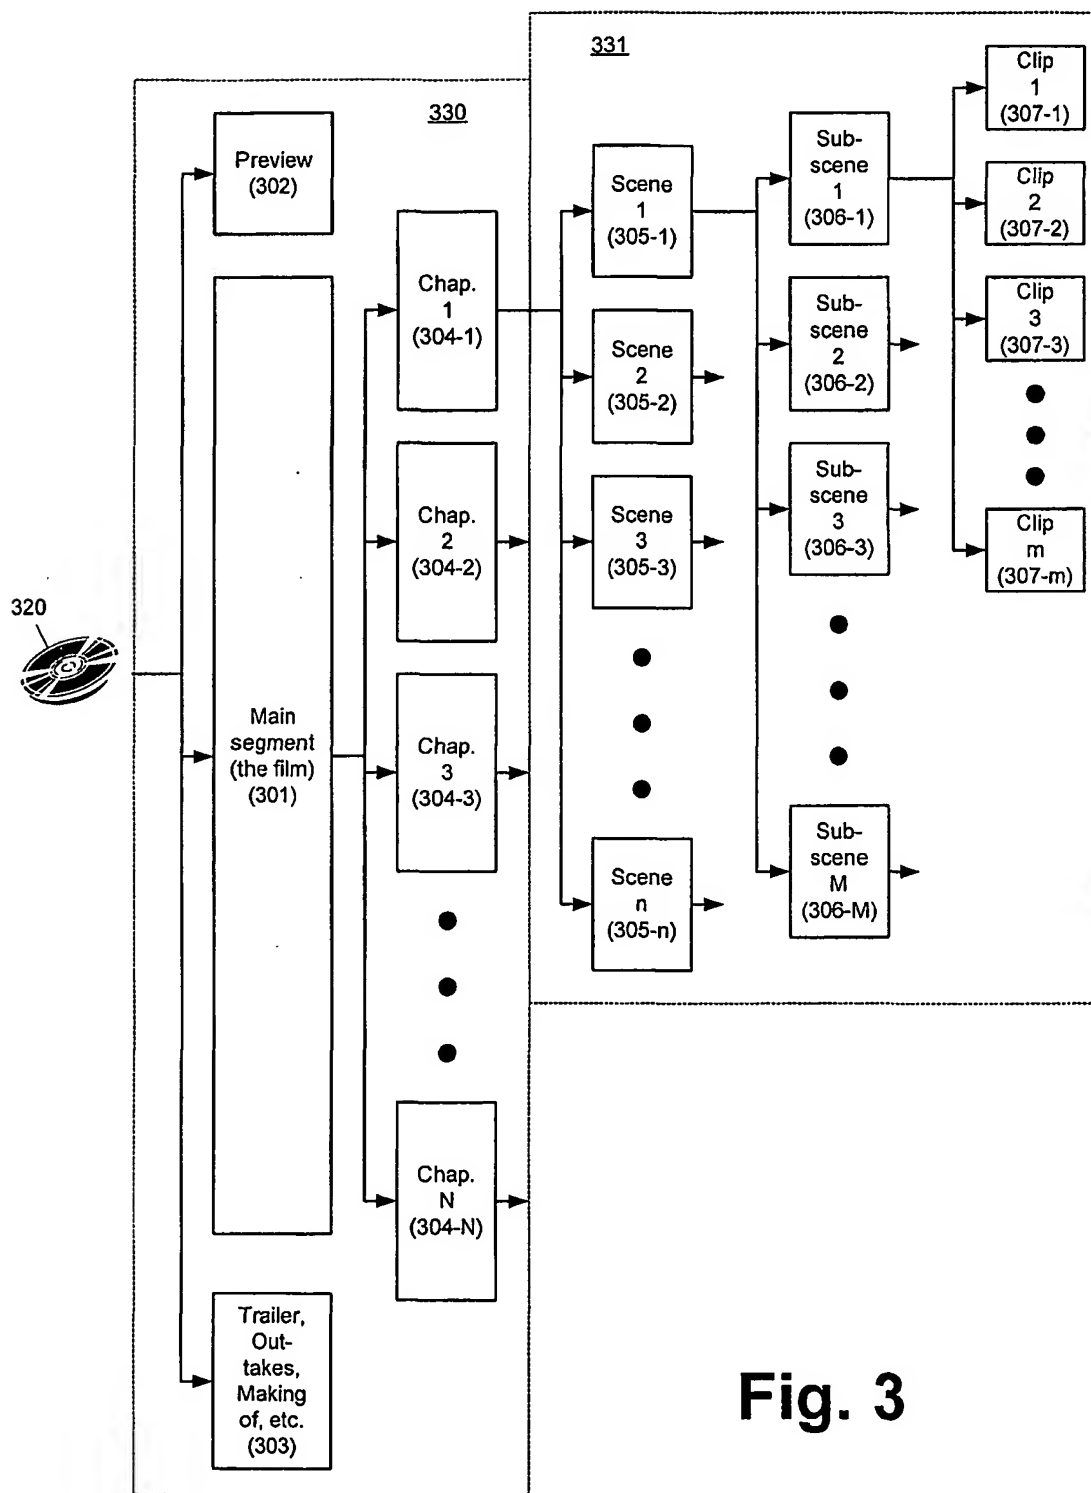 331
330
320
Preview
(302)
Main
segment
(the film)
(301)
Trailer,
Out-
takes,
Making
of, etc.
(303)
Chap.
1
(304-1)
Chap.
2
(304-2)
Chap.
3
(304-3)
Chap.
N
(304-N)
Scene
1
(305-1)
Scene
2
(305-2)
Scene
3
(305-3)
Scene
n
(305-n)
Sub-
scene
1
(306-1)
Sub-
scene
2
(306-2)
Sub-
scene
3
(306-3)
Sub-
scene
M
(306-M)
Clip
1
(307-1)
Clip
2
(307-2)
Clip
3
(307-3)
Clip
m
(307-m)
Fig. 3